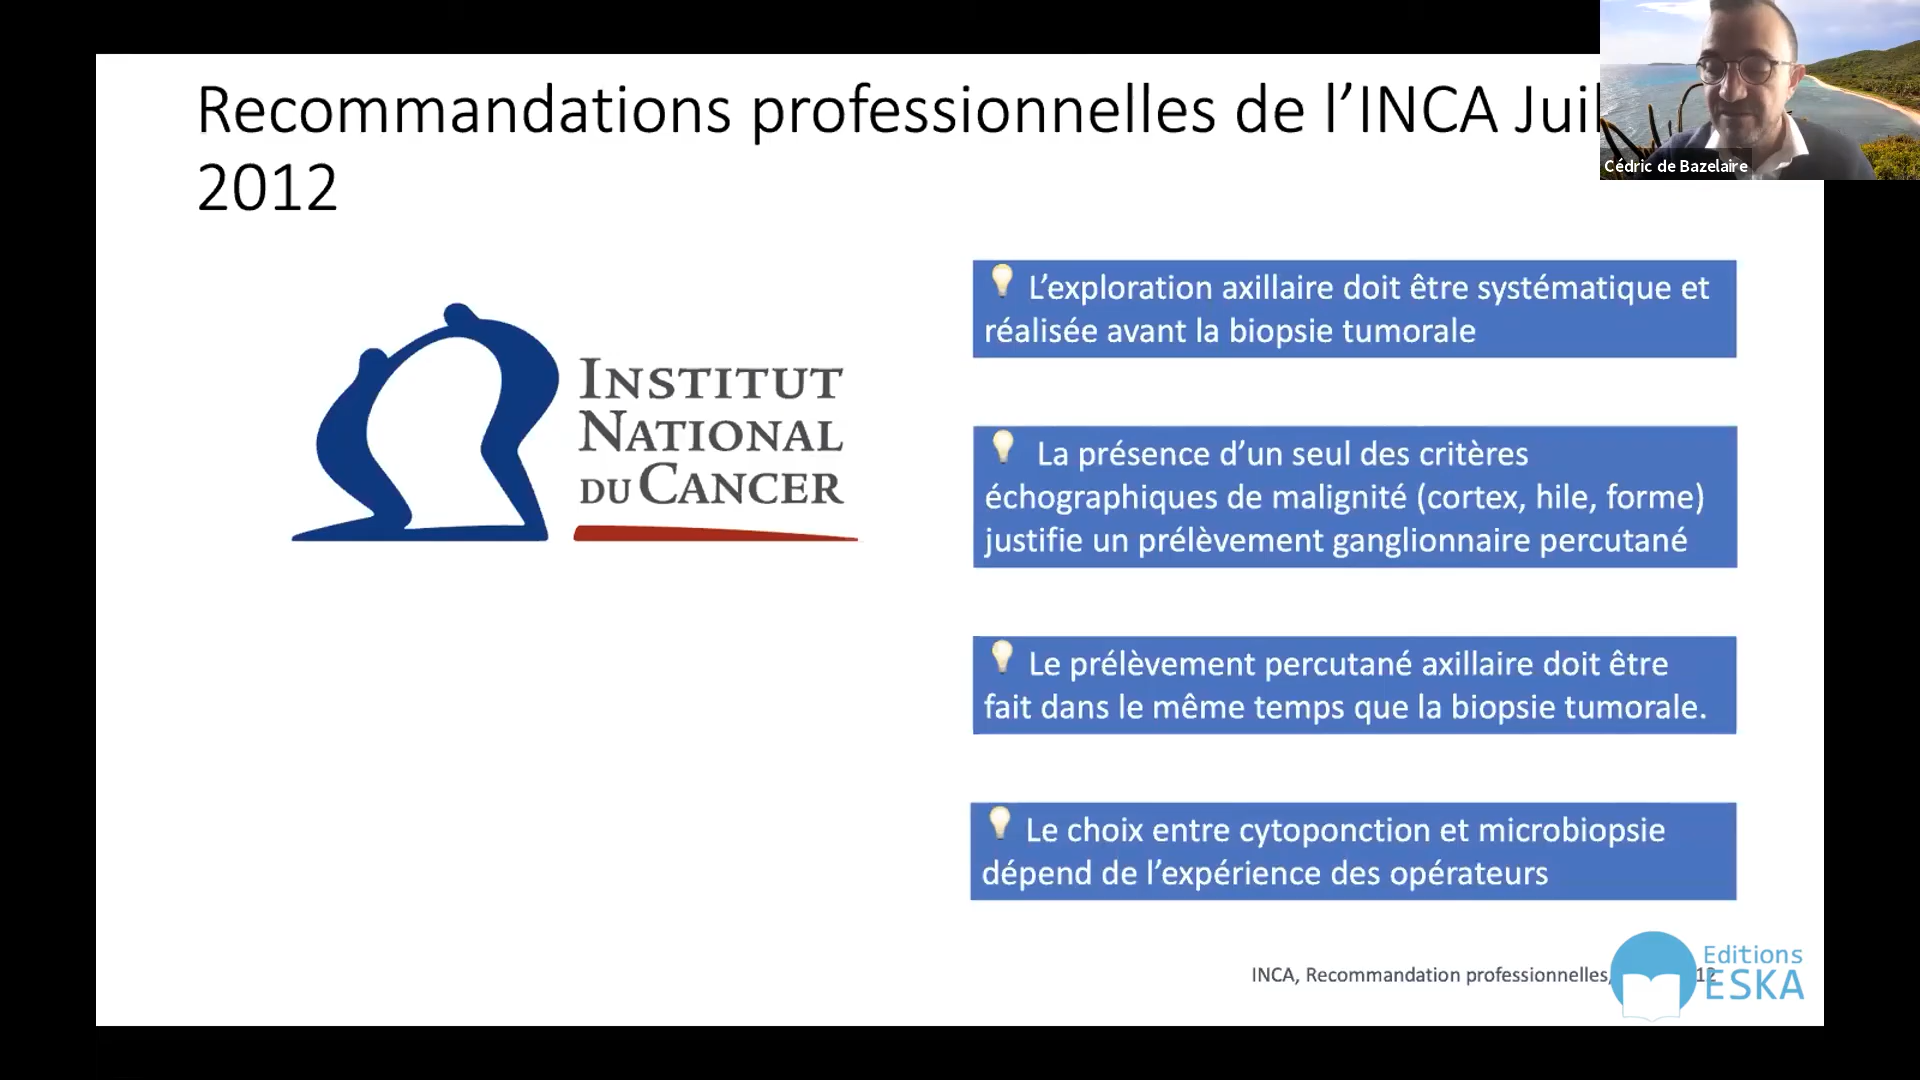 Recommandations professionnelles de l’INCA
2012
Cédric de Bazelaire
INSTITUT
NATIONAL
DU CANCER
L’exploration axillaire doit être systématique et
réalisée avant la biopsie tumorale
La présence d’un seul des critères
échographiques de malignité (cortex, hile, forme)
justifie un prélèvement ganglionnaire percutané
Le prélèvement percutané axillaire doit être
fait dans le même temps que la biopsie tumorale.
Le choix entre cytoponction et microbiopsie
dépend de l’expérience des opérateurs
INCA, Recommandation professionnelles,
Editions
ESKA